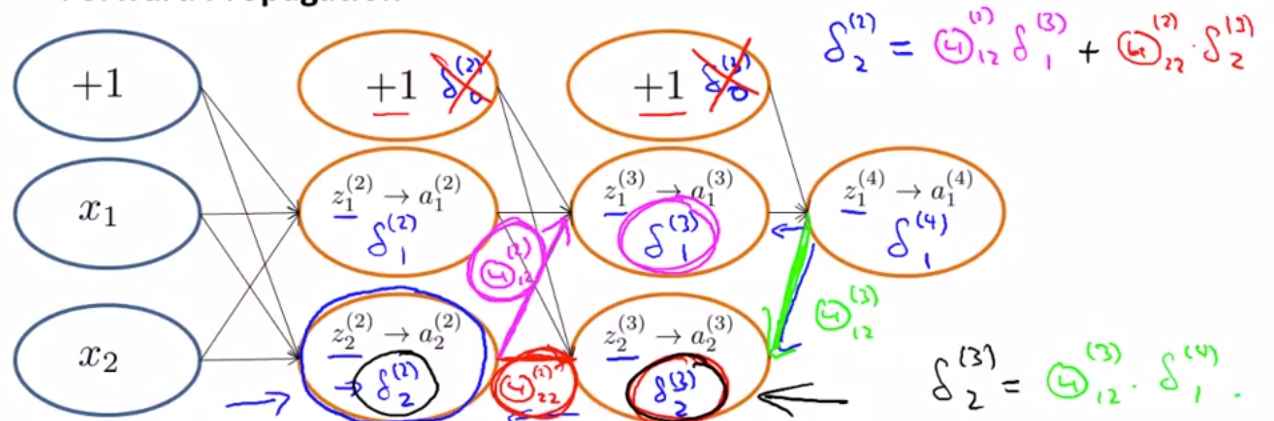 δ₂⁽²⁾ = Θ₁₂⁽²⁾ δ₁⁽³⁾ + Θ₂₂⁽²⁾ · δ₂⁽³⁾
+1 +1 δ₀⁽²⁾ +1 δ₀⁽³⁾
x₁ z₁⁽²⁾ → a₁⁽²⁾ z₁⁽³⁾ → a₁⁽³⁾ z₁⁽⁴⁾ → a₁⁽⁴⁾
δ₁⁽²⁾ Θ₁₂⁽²⁾ δ₁⁽³⁾ δ₁⁽⁴⁾
Θ₁₂⁽³⁾
x₂ z₂⁽²⁾ → a₂⁽²⁾ z₂⁽³⁾ → a₂⁽³⁾
δ₂⁽²⁾ Θ₂₂⁽²⁾ δ₂⁽³⁾
δ₂⁽³⁾ = Θ₁₂⁽³⁾ · δ₁⁽⁴⁾ .